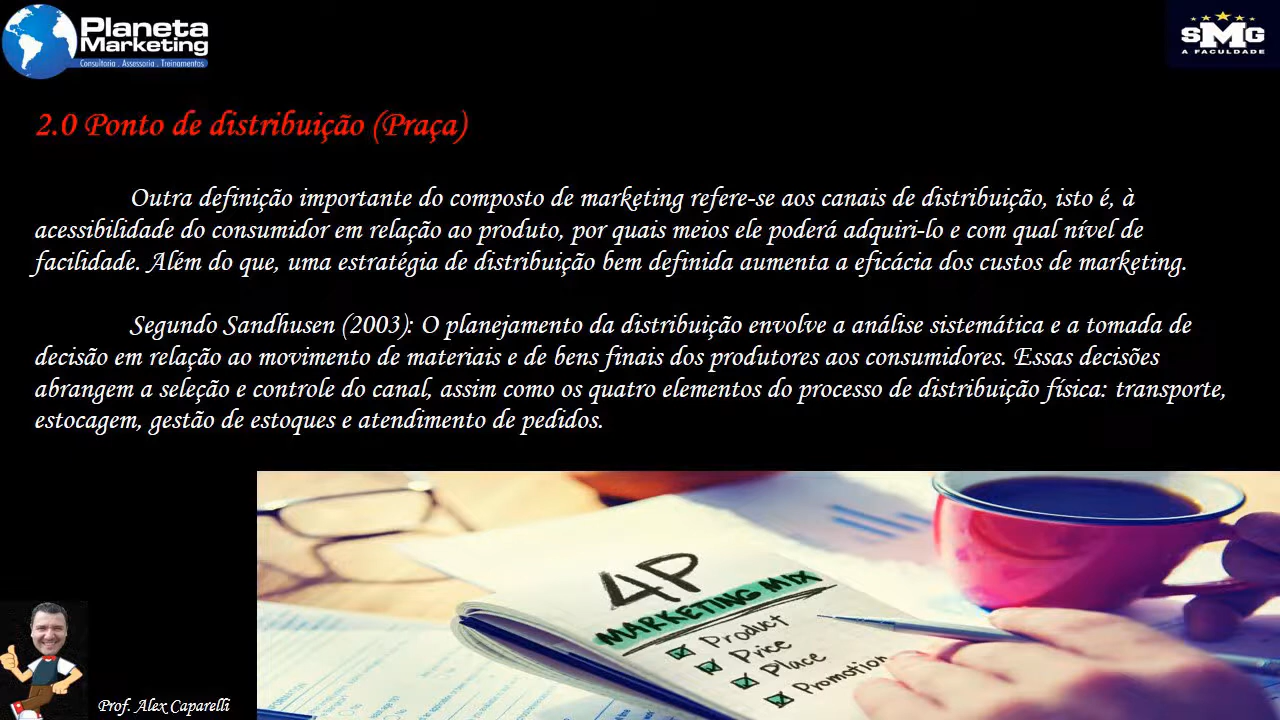 Planeta
Marketing
Consultoria . Assessoria . Treinamentos
SMG
A FACULDADE
2.0 Ponto de distribuição (Praça)
Outra definição importante do composto de marketing refere-se aos canais de distribuição, isto é, à
acessibilidade do consumidor em relação ao produto, por quais meios ele poderá adquiri-lo e com qual nível de
facilidade. Além do que, uma estratégia de distribuição bem definida aumenta a eficácia dos custos de marketing.
Segundo Sandhusen (2003): O planejamento da distribuição envolve a análise sistemática e a tomada de
decisão em relação ao movimento de materiais e de bens finais dos produtores aos consumidores. Essas decisões
abrangem a seleção e controle do canal, assim como os quatro elementos do processo de distribuição física: transporte,
estocagem, gestão de estoques e atendimento de pedidos.
4P
MARKETING MIX
Product
Price
Place
Promotion
Prof. Alex Caparelli